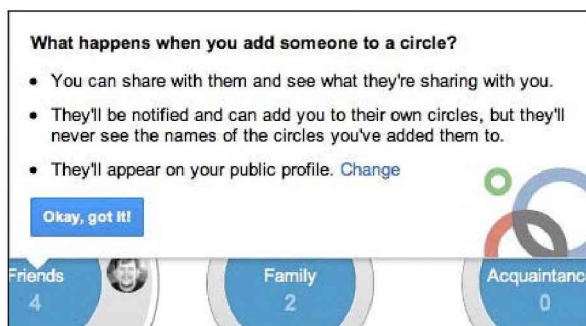 What happens when you add someone to a circle?
• You can share with them and see what they're sharing with you.
• They'll be notified and can add you to their own circles, but they'll
never see the names of the circles you've added them to.
• They'll appear on your public profile. Change
Okay, got it!
Friends
4
Family
2
Acquaintanc
0